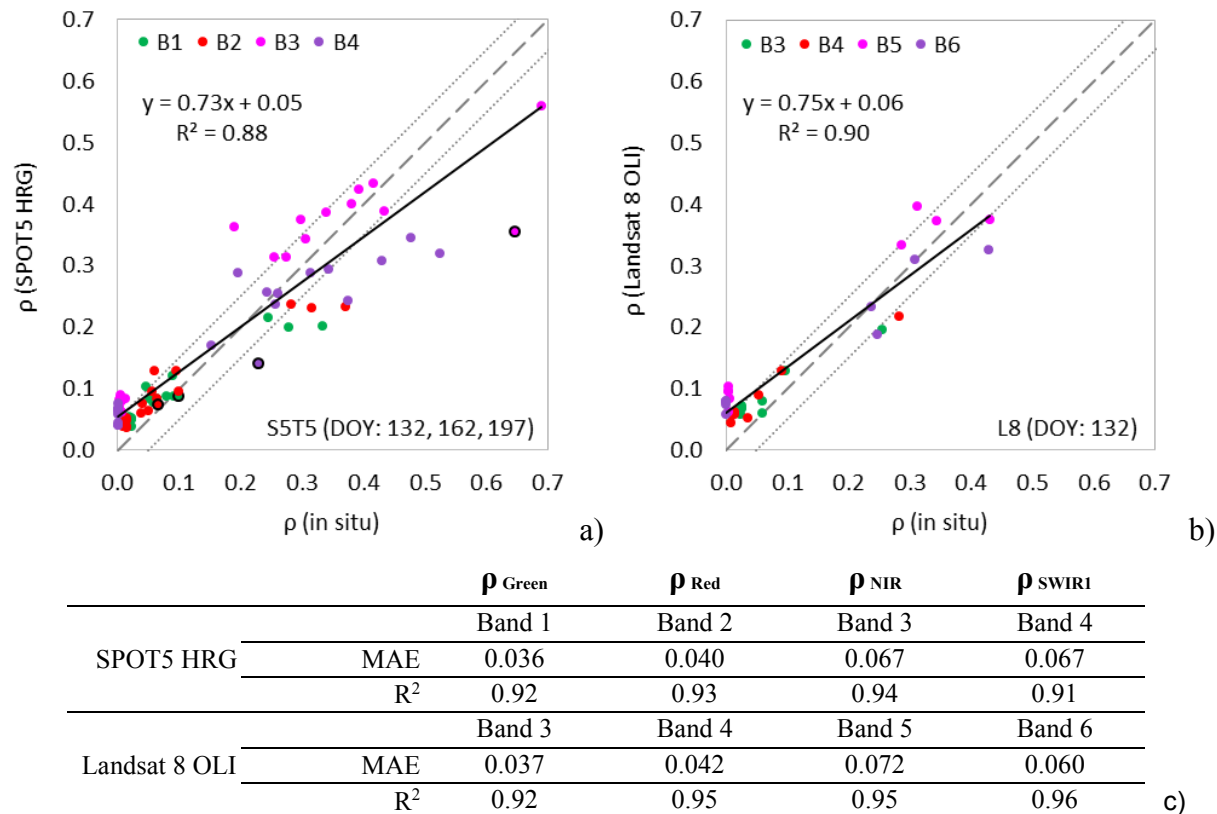 0.7
0.6
0.5
0.4
0.3
0.2
0.1
0.0
ρ (SPOT5 HRG)
B1 B2 B3 B4
y = 0.73x + 0.05
R² = 0.88
S5T5 (DOY: 132, 162, 197)
0.0 0.1 0.2 0.3 0.4 0.5 0.6 0.7
ρ (in situ)
a)
0.7
0.6
0.5
0.4
0.3
0.2
0.1
0.0
ρ (Landsat 8 OLI)
B3 B4 B5 B6
y = 0.75x + 0.06
R² = 0.90
L8 (DOY: 132)
0.0 0.1 0.2 0.3 0.4 0.5 0.6 0.7
ρ (in situ)
b)
ρ Green ρ Red ρ NIR ρ SWIR1
Band 1 Band 2 Band 3 Band 4
SPOT5 HRG MAE 0.036 0.040 0.067 0.067
R² 0.92 0.93 0.94 0.91
Band 3 Band 4 Band 5 Band 6
Landsat 8 OLI MAE 0.037 0.042 0.072 0.060
R² 0.92 0.95 0.95 0.96
c)